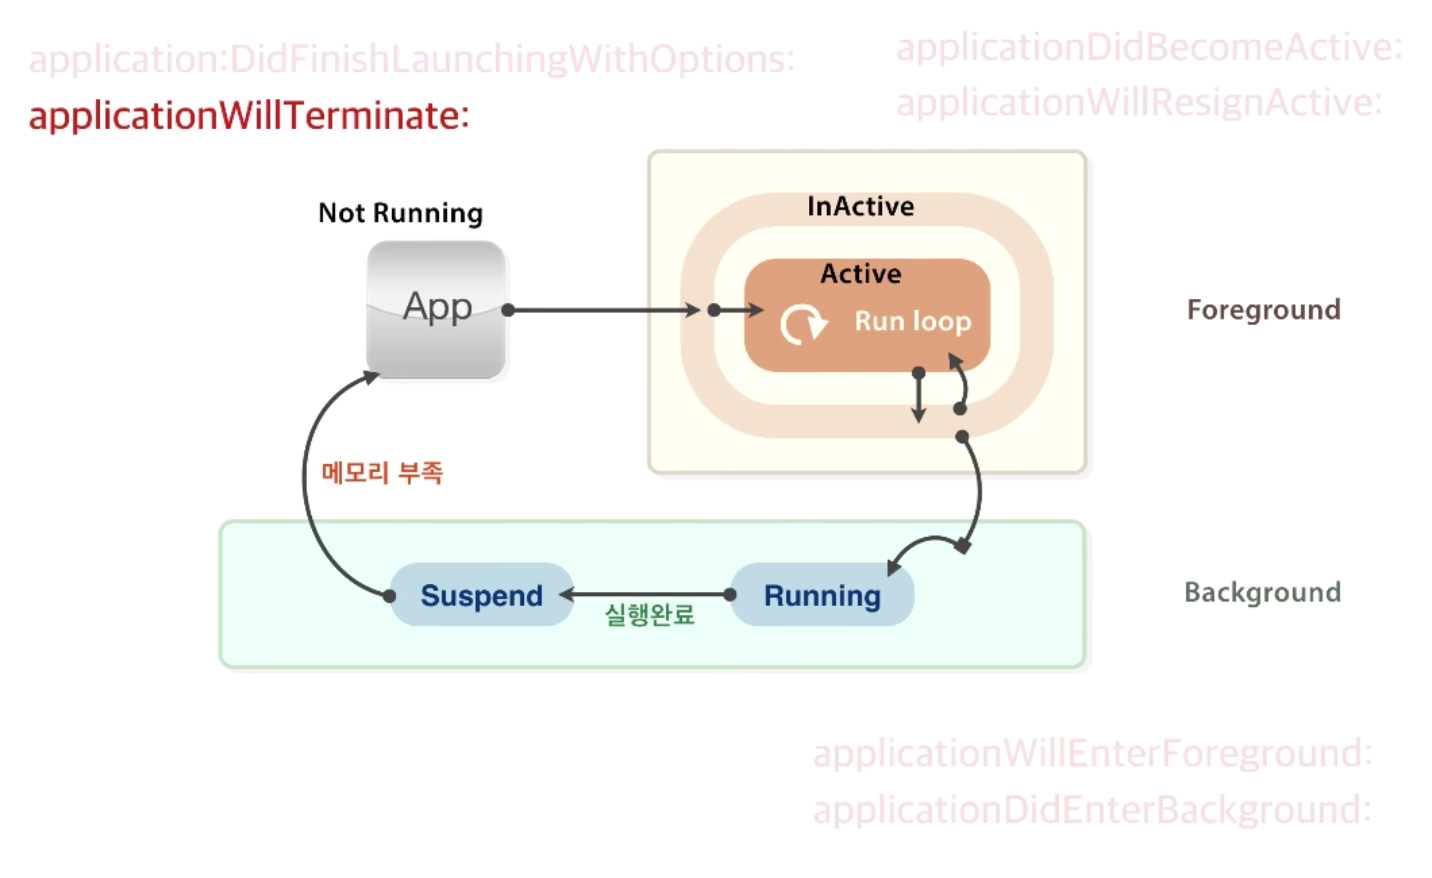 application:DidFinishLaunchingWithOptions:
applicationWillTerminate:
applicationDidBecomeActive:
applicationWillResignActive:
Not Running
App
InActive
Active
Run loop
Foreground
메모리 부족
Suspend
실행완료
Running
Background
applicationWillEnterForeground:
applicationDidEnterBackground: